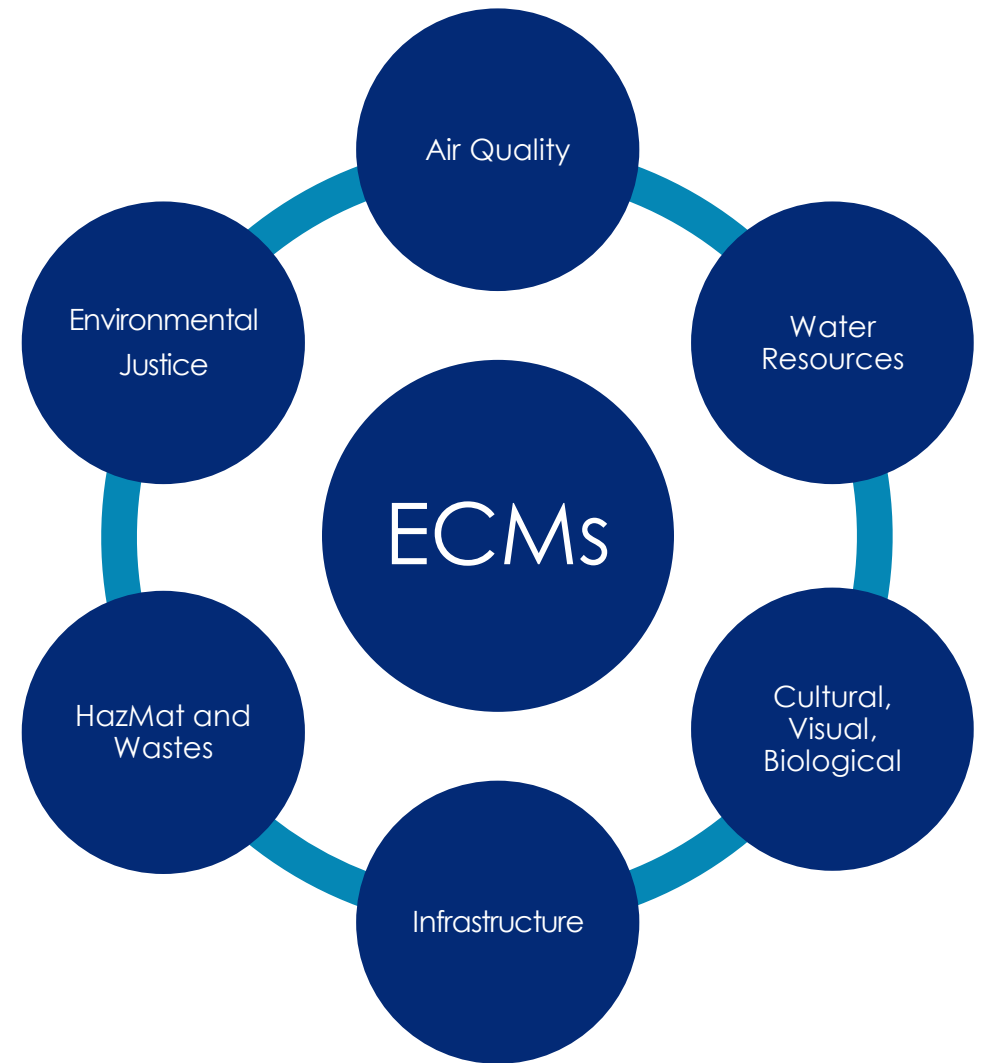 Air Quality
Environmental
Justice
Water
Resources
ECMs
HazMat and
Wastes
Cultural,
Visual,
Biological
Infrastructure